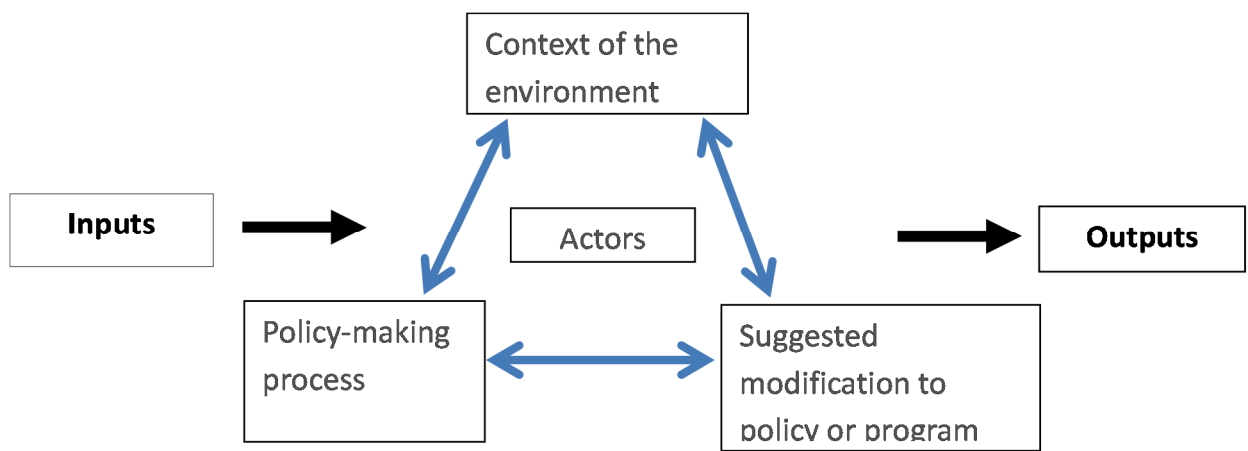 Context of the
environment
Inputs
Actors
Outputs
Policy-making
process
Suggested
modification to
policy or program